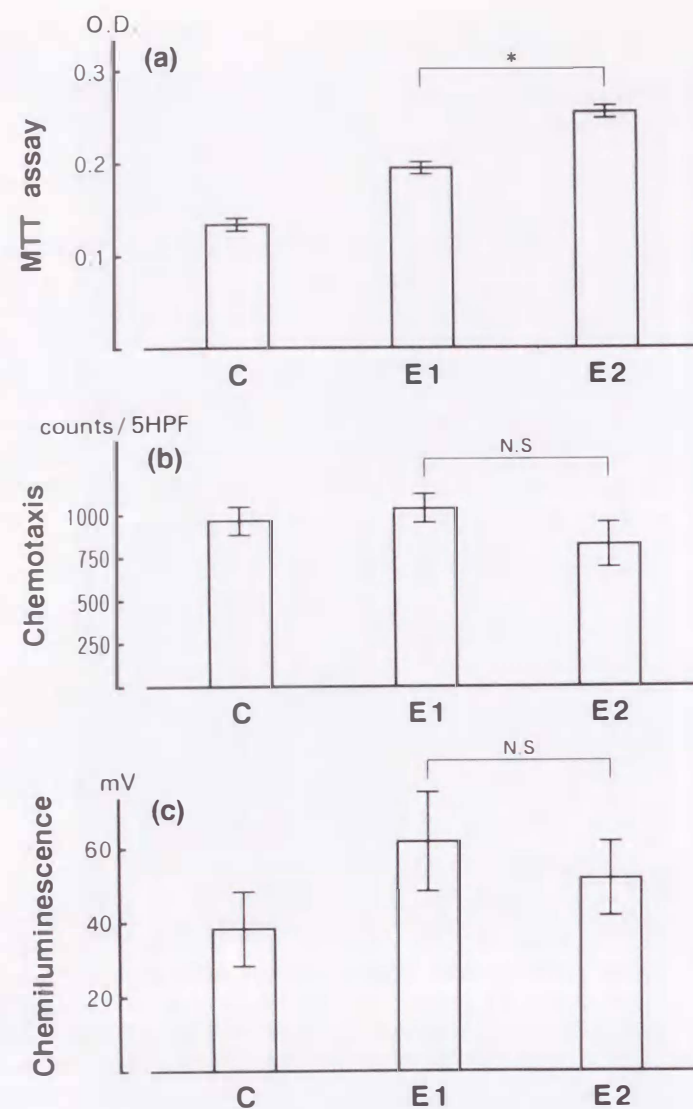 O.D.
(a)
*
0.3
0.2
0.1
MTT assay
C E1 E2
counts / 5HPF
(b)
N.S
1000
750
500
250
Chemotaxis
C E1 E2
N.S
mV
(c)
60
40
20
Chemiluminescence
C E1 E2